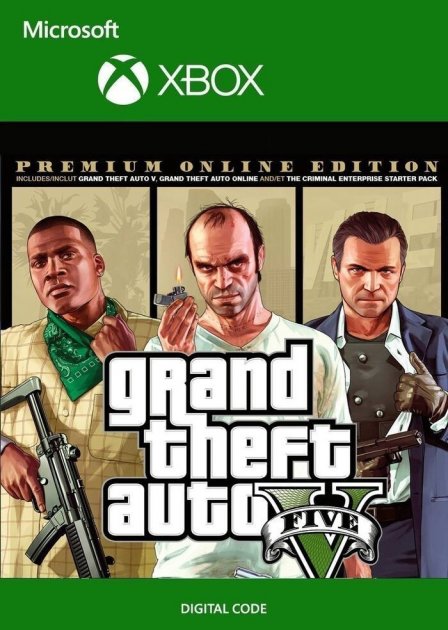 Microsoft
XBOX
PREMIUM ONLINE EDITION
INCLUDES/INCLUT GRAND THEFT AUTO V, GRAND THEFT AUTO ONLINE AND/ET THE CRIMINAL ENTERPRISE STARTER PACK
grand
theft
auto V
FIVE
DIGITAL CODE